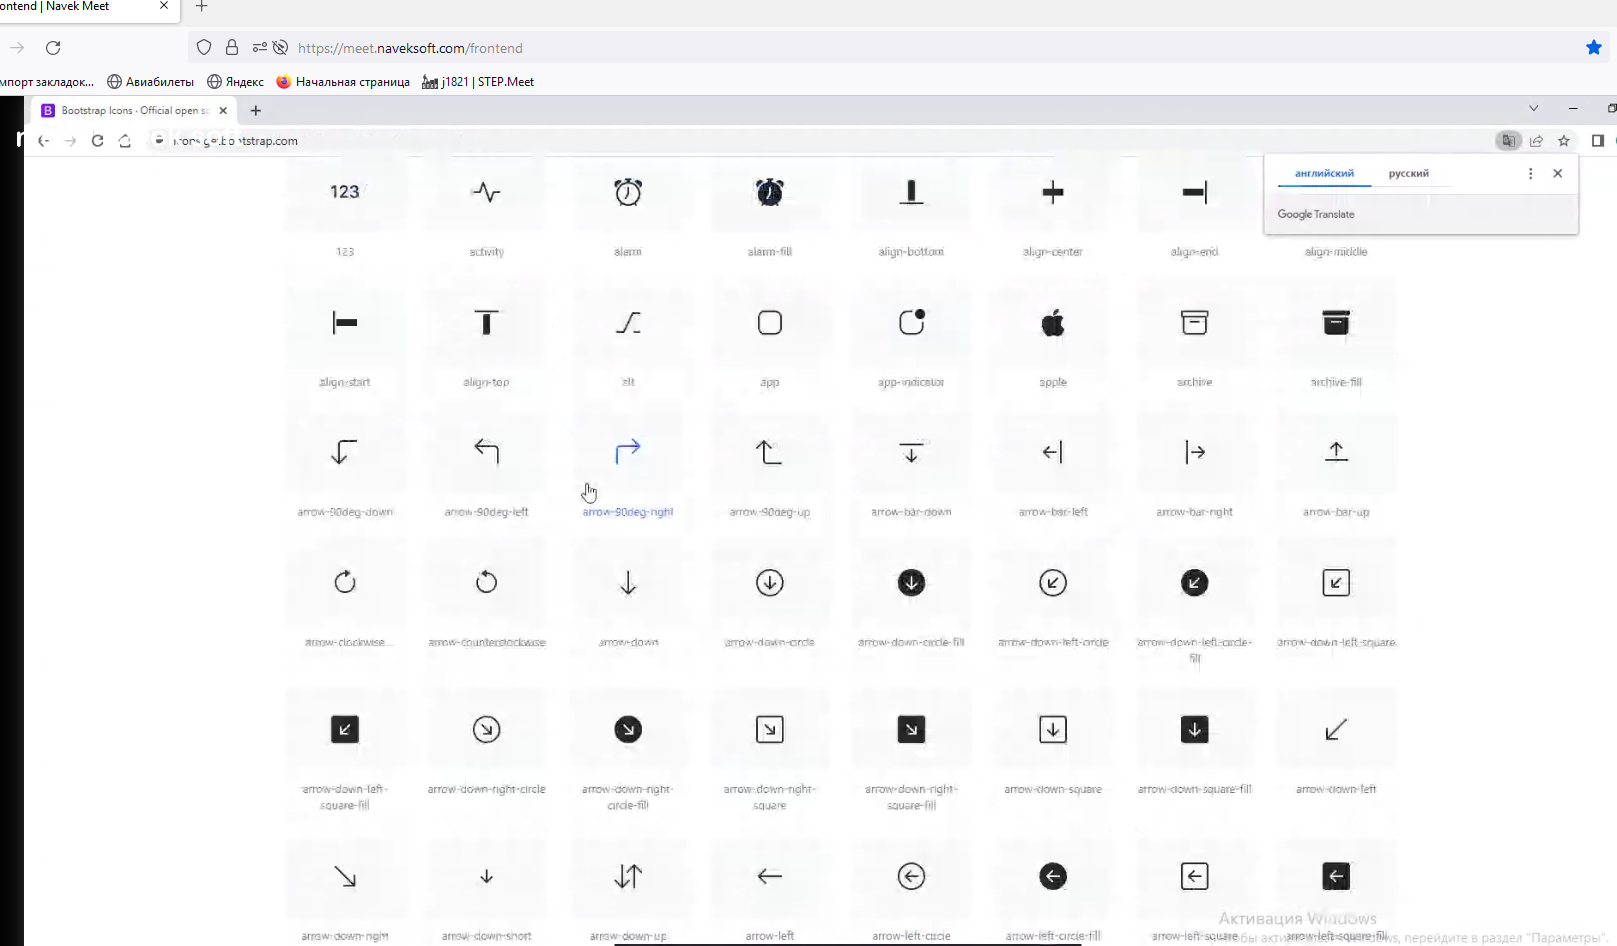 ontend | Navek Meet
https://meet.naveksoft.com/frontend
мпорт закладок...
Авиабилеты
Яндекс
Начальная страница
j1821 | STEP.Meet
Bootstrap Icons · Official open so
английский
русский
Google Translate
123
123
activity
alarm
alarm-fill
align-bottom
align-center
align-end
align-middle
align-start
align-top
alt
app
app-indicator
apple
archive
archive-fill
arrow-90deg-down
arrow-90deg-left
arrow-90deg-right
arrow-90deg-up
arrow-bar-down
arrow-bar-left
arrow-bar-right
arrow-bar-up
arrow-clockwise...
arrow-counterclockwise
arrow-down
arrow-down-circle
arrow-down-circle-fill
arrow-down-left-circle
arrow-down-left-circle-
fill
arrow-down-left-square
arrow-down-left-
square-fill
arrow-down-right-circle
arrow-down-right-
circle-fill
arrow-down-right-
square
arrow-down-right-
square-fill
arrow-down-square
arrow-down-square-fill
arrow-down-left
arrow-down-right
arrow-down-short
arrow-down-up
arrow-left
arrow-left-circle
arrow-left-circle-fill
arrow-left-square
arrow-left-square-fill
Активация Windows
Windows, перейдите в раздел "Параметры".